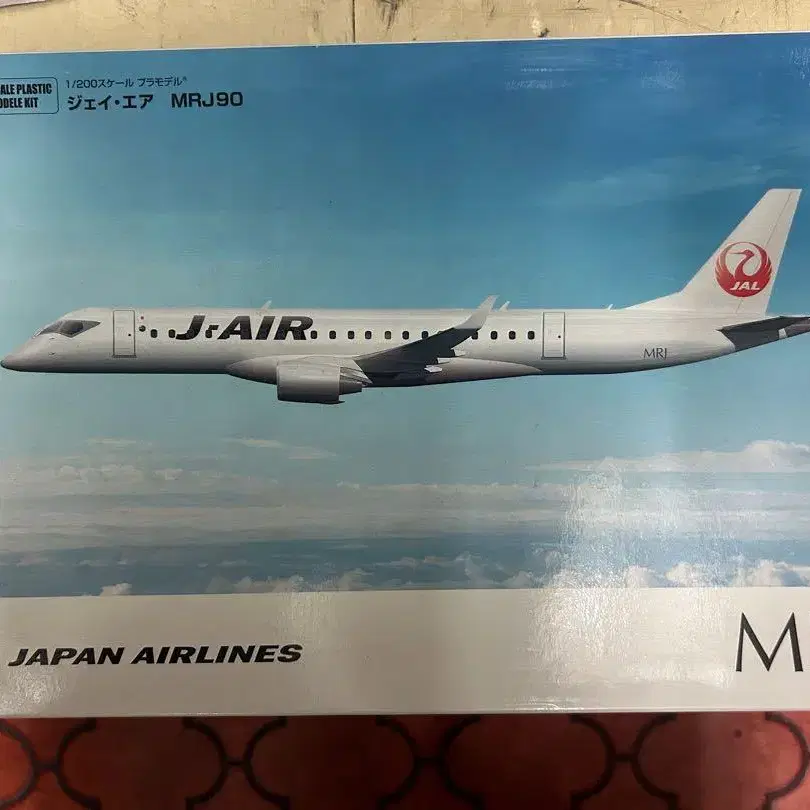 ALE PLASTIC
ODELE KIT
1/200スケール プラモデル®
ジェイ・エア MRJ90
J-AIR
JAL
MRJ
JAPAN AIRLINES
M